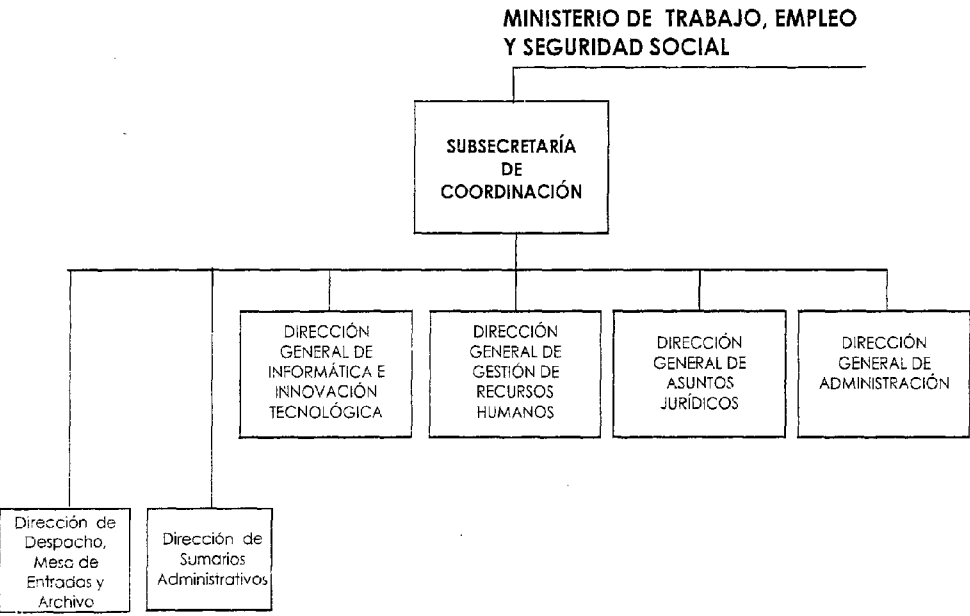 MINISTERIO DE TRABAJO, EMPLEO
Y SEGURIDAD SOCIAL
SUBSECRETARÍA
DE
COORDINACIÓN
DIRECCIÓN
GENERAL DE
INFORMÁTICA E
INNOVACIÓN
TECNOLÓGICA
DIRECCIÓN
GENERAL DE
GESTIÓN DE
RECURSOS
HUMANOS
DIRECCIÓN
GENERAL DE
ASUNTOS
JURÍDICOS
DIRECCIÓN
GENERAL DE
ADMINISTRACIÓN
Dirección de
Despacho,
Mesa de
Entradas y
Archivo
Dirección de
Sumarios
Administrativos